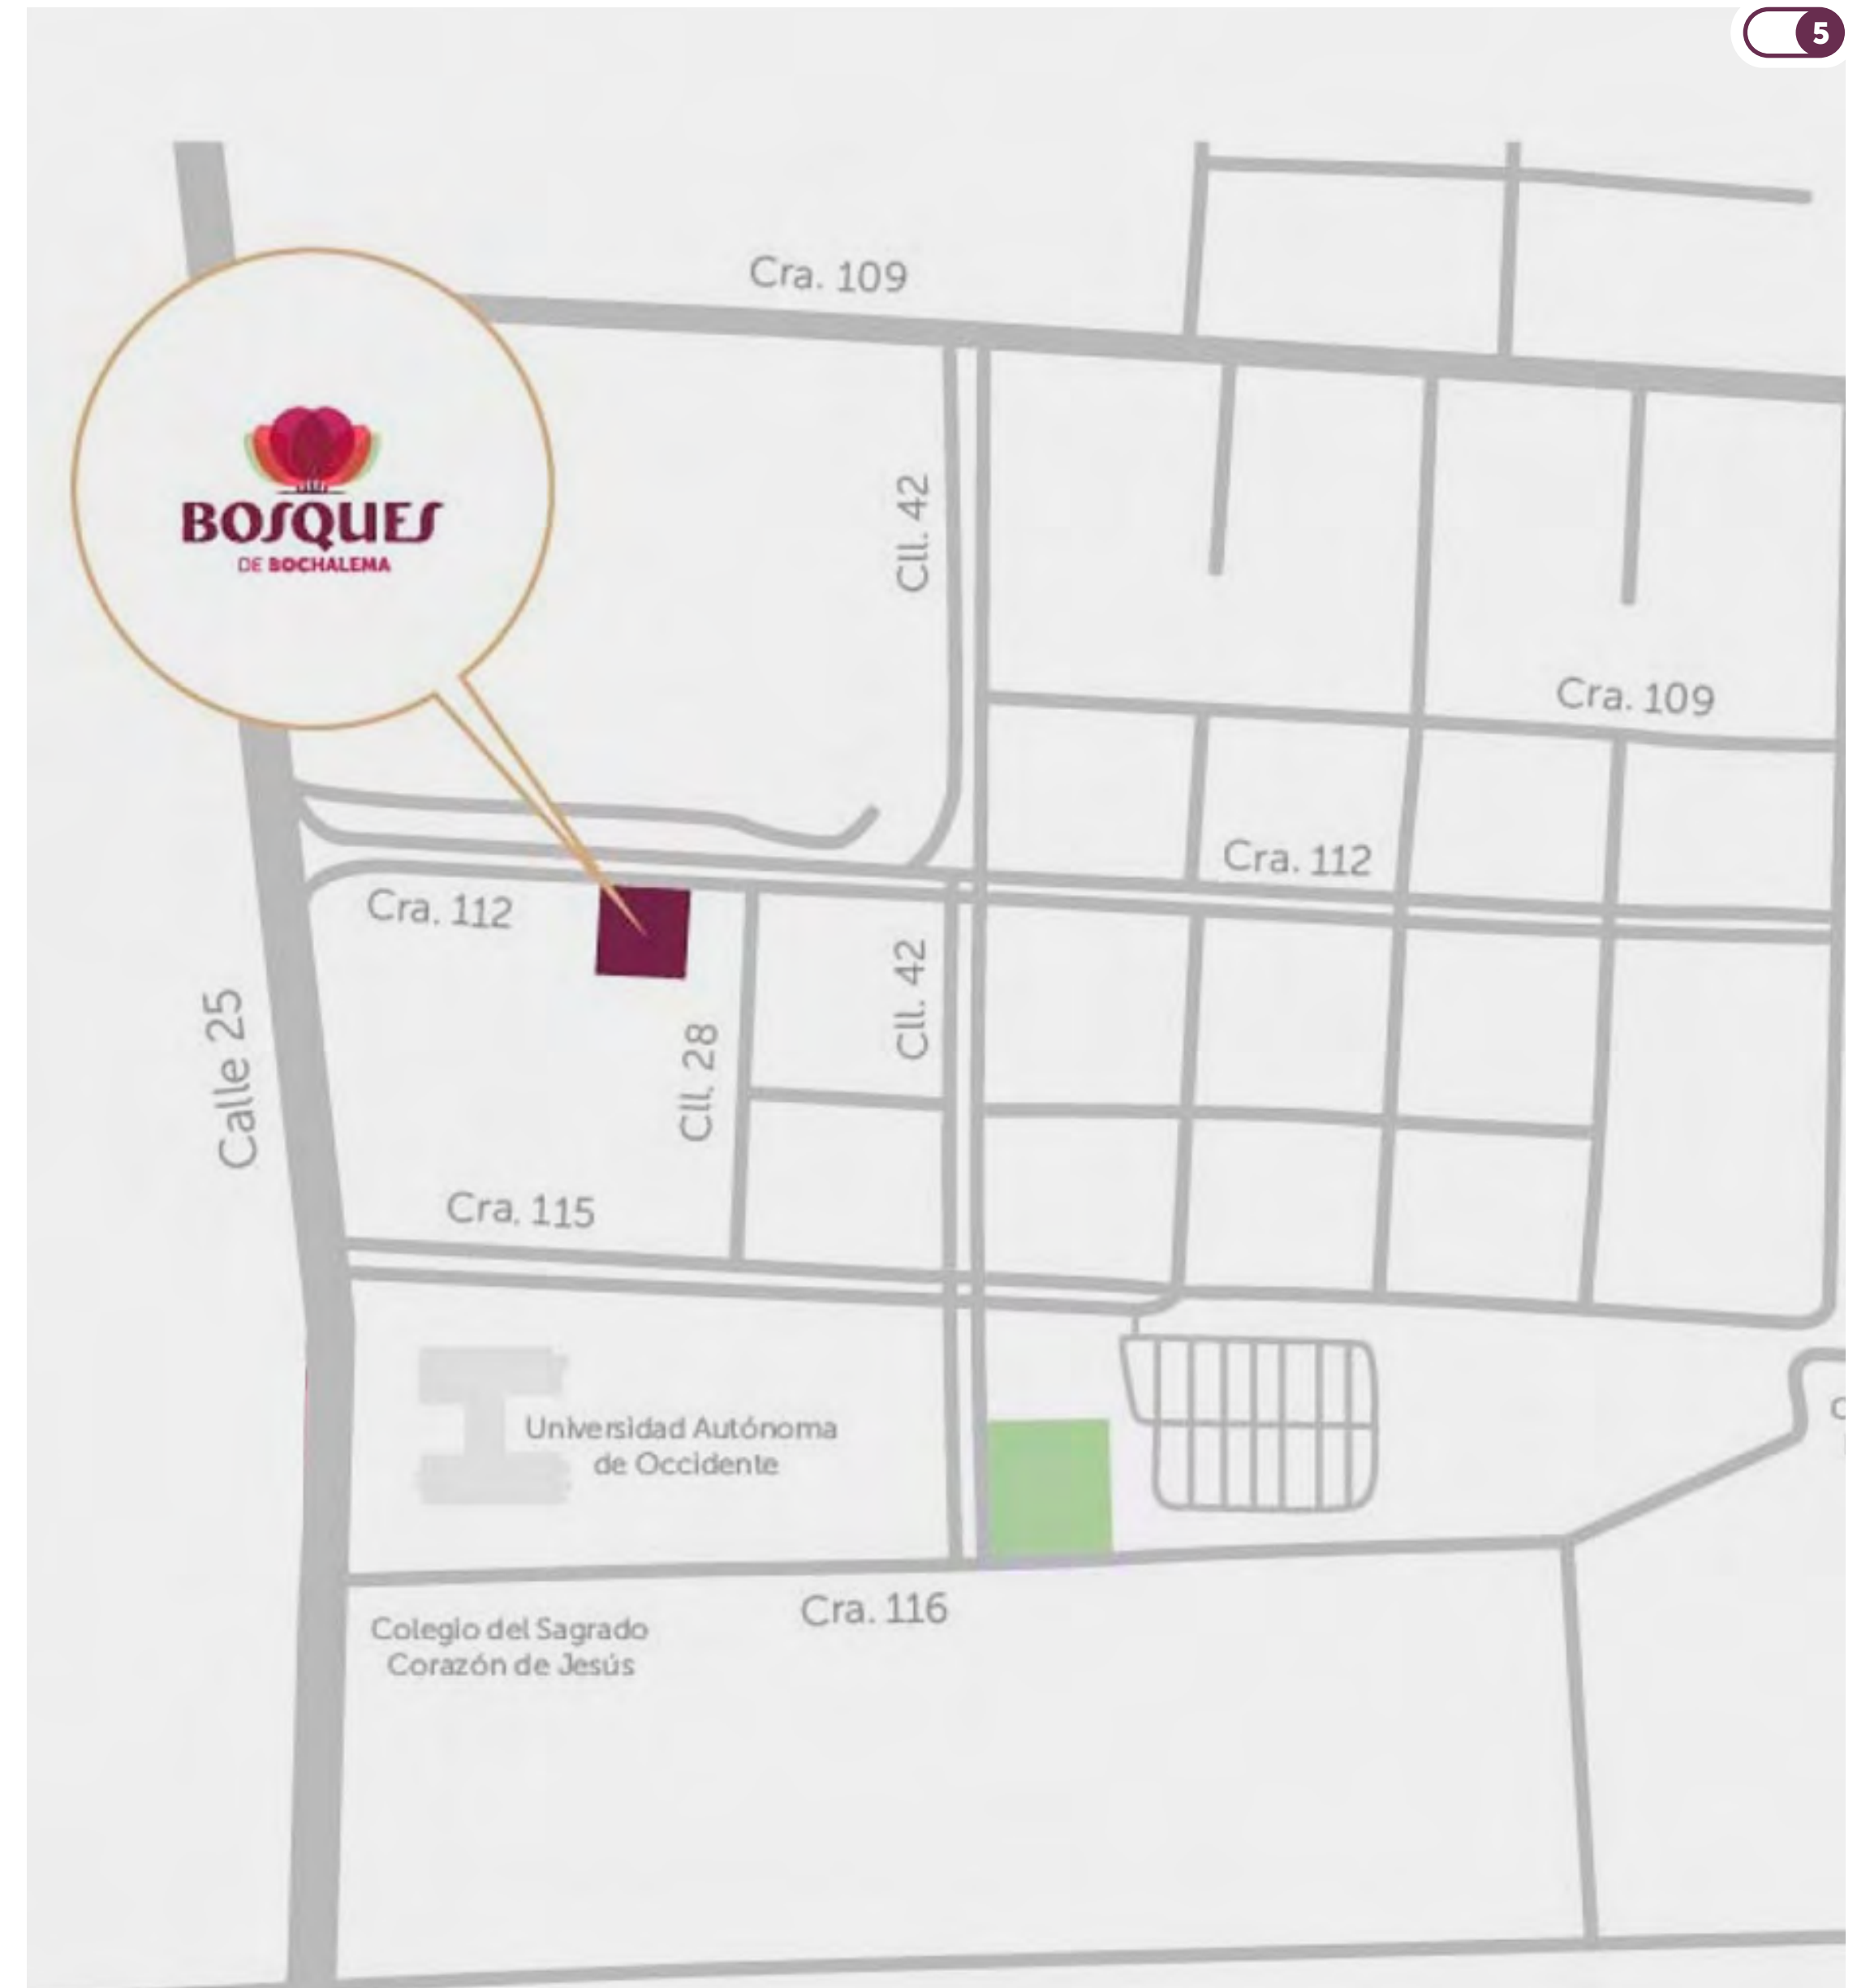 5
Cra. 109
BOSQUES
DE BOCHALEMA
Cll. 42
Cra. 109
Cra. 112
Cra. 112
Cll. 42
Calle 25
Cll. 28
Cra. 115
Universidad Autónoma
de Occidente
Cra. 116
Colegio del Sagrado
Corazón de Jesús